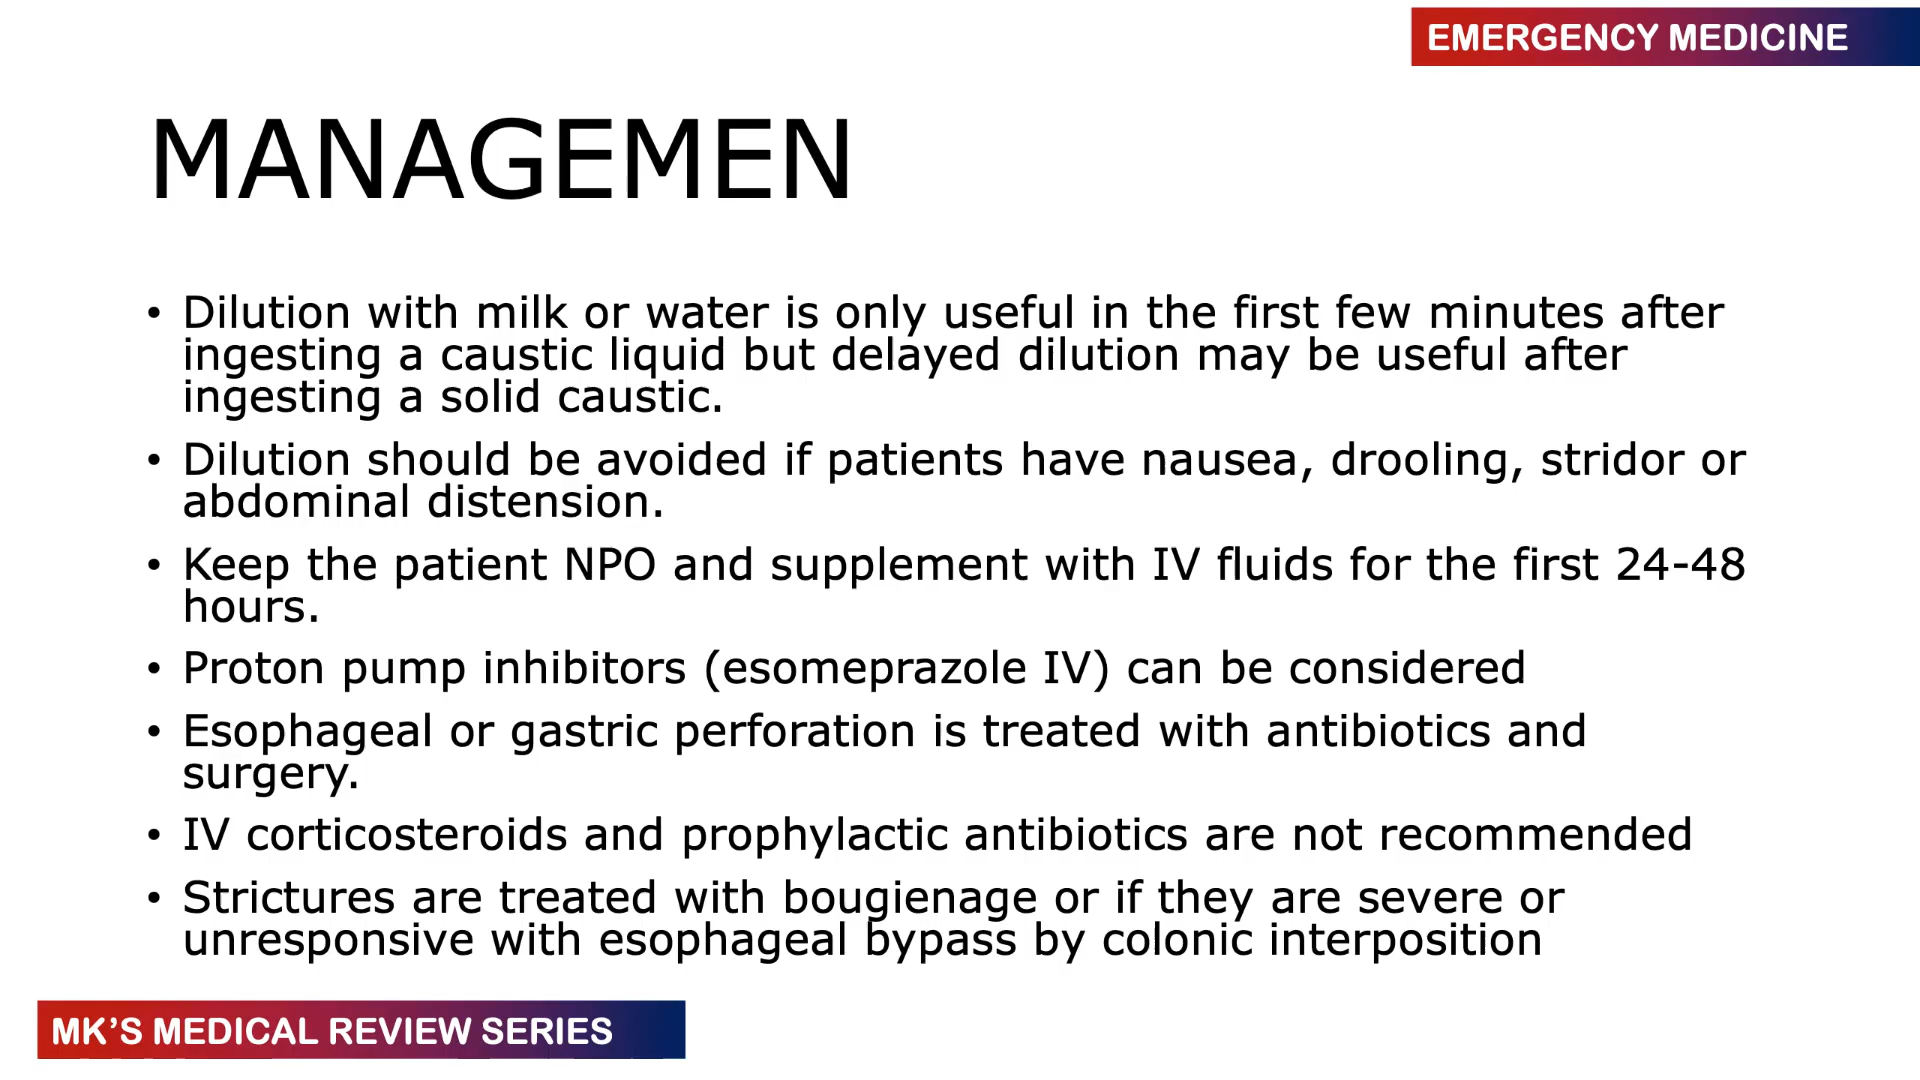 EMERGENCY MEDICINE
MANAGEMEN
• Dilution with milk or water is only useful in the first few minutes after
ingesting a caustic liquid but delayed dilution may be useful after
ingesting a solid caustic.
• Dilution should be avoided if patients have nausea, drooling, stridor or
abdominal distension.
• Keep the patient NPO and supplement with IV fluids for the first 24-48
hours.
• Proton pump inhibitors (esomeprazole IV) can be considered
• Esophageal or gastric perforation is treated with antibiotics and
surgery.
• IV corticosteroids and prophylactic antibiotics are not recommended
• Strictures are treated with bougienage or if they are severe or
unresponsive with esophageal bypass by colonic interposition
MK’S MEDICAL REVIEW SERIES